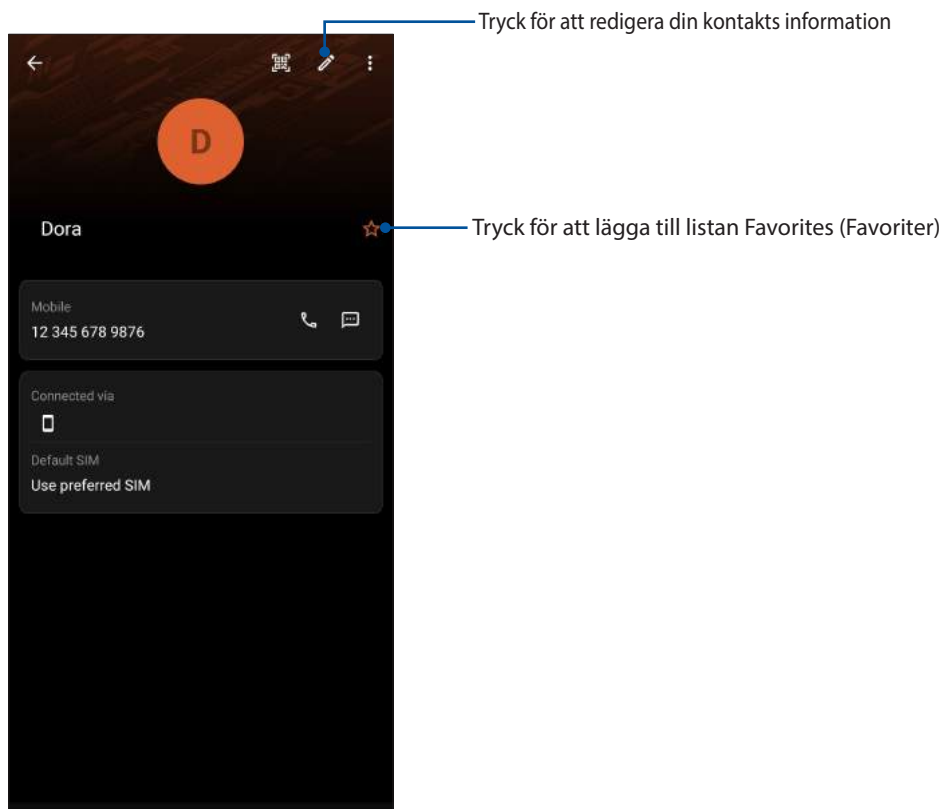 Tryck för att redigera din kontakts information
D
Dora
Tryck för att lägga till listan Favorites (Favoriter)
Mobile
12 345 678 9876
Connected via
Default SIM
Use preferred SIM